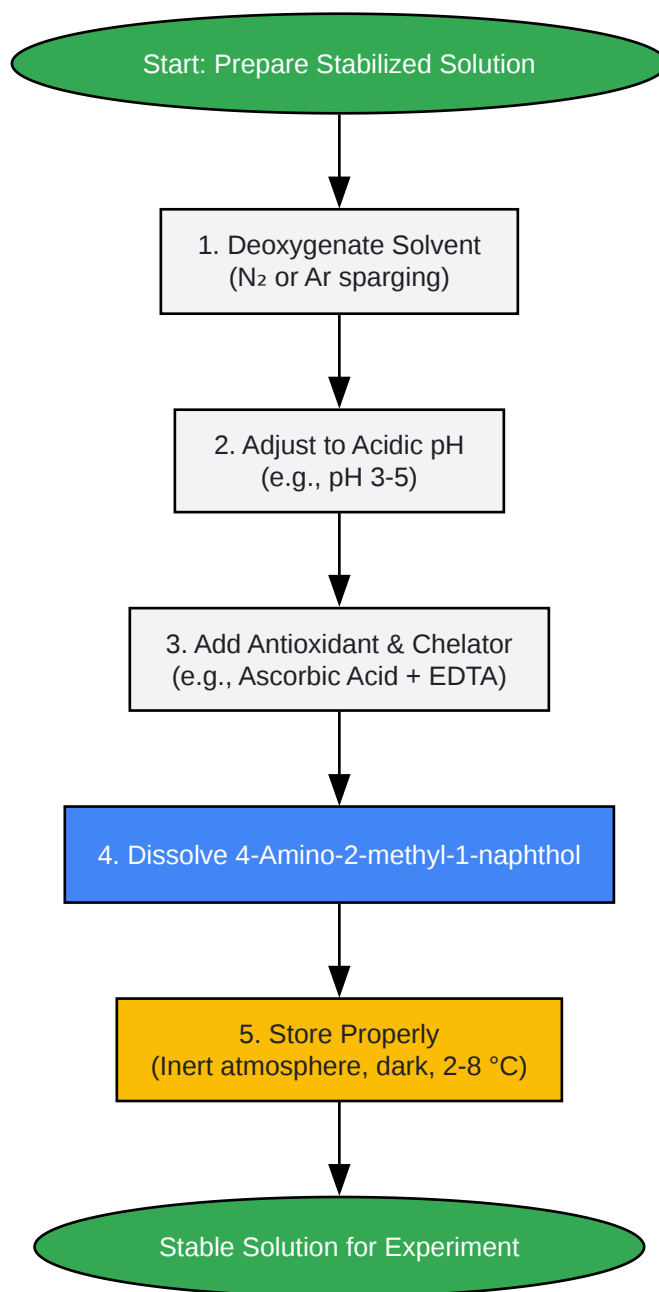 Start: Prepare Stabilized Solution
1. Deoxygenate Solvent
(N₂ or Ar sparging)
2. Adjust to Acidic pH
(e.g., pH 3-5)
3. Add Antioxidant & Chelator
(e.g., Ascorbic Acid + EDTA)
4. Dissolve 4-Amino-2-methyl-1-naphthol
5. Store Properly
(Inert atmosphere, dark, 2-8 °C)
Stable Solution for Experiment